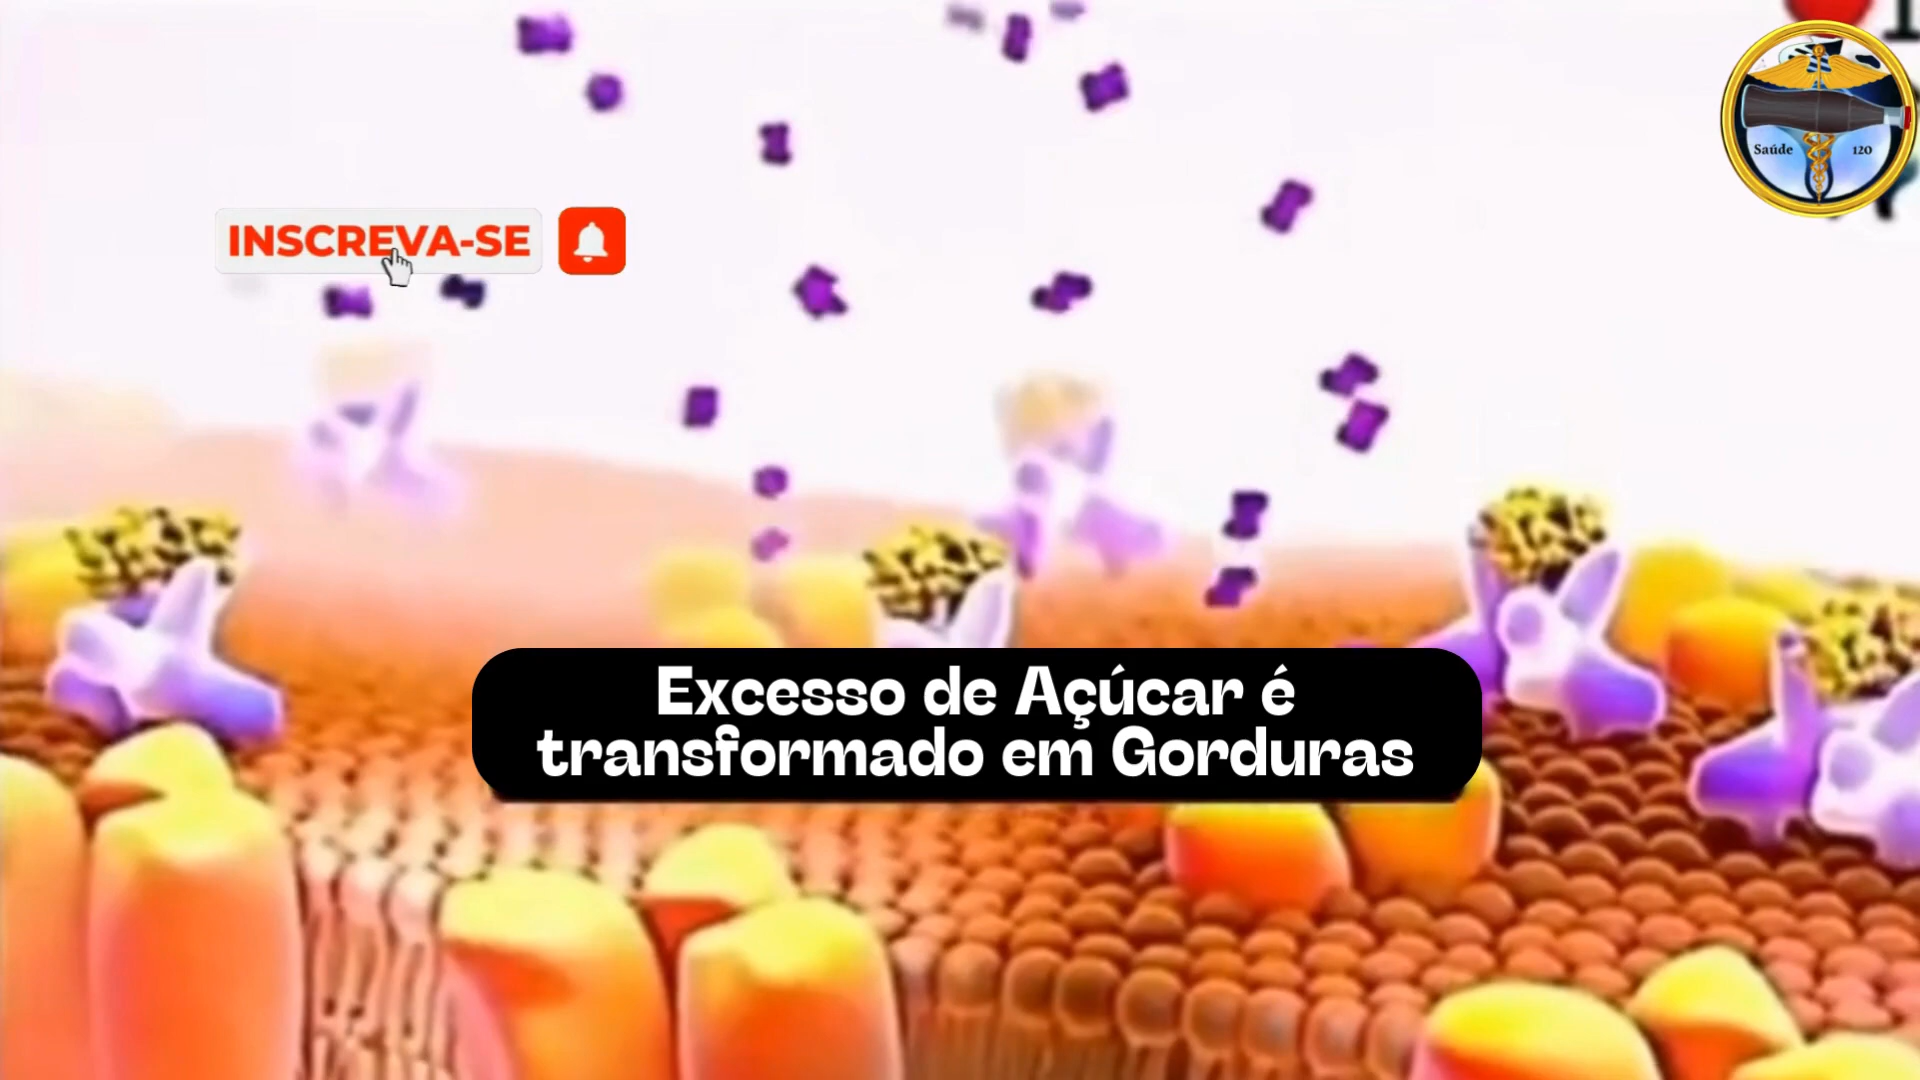 INSCREVA-SE
Saúde 120
Excesso de Açúcar é
transformado em Gorduras